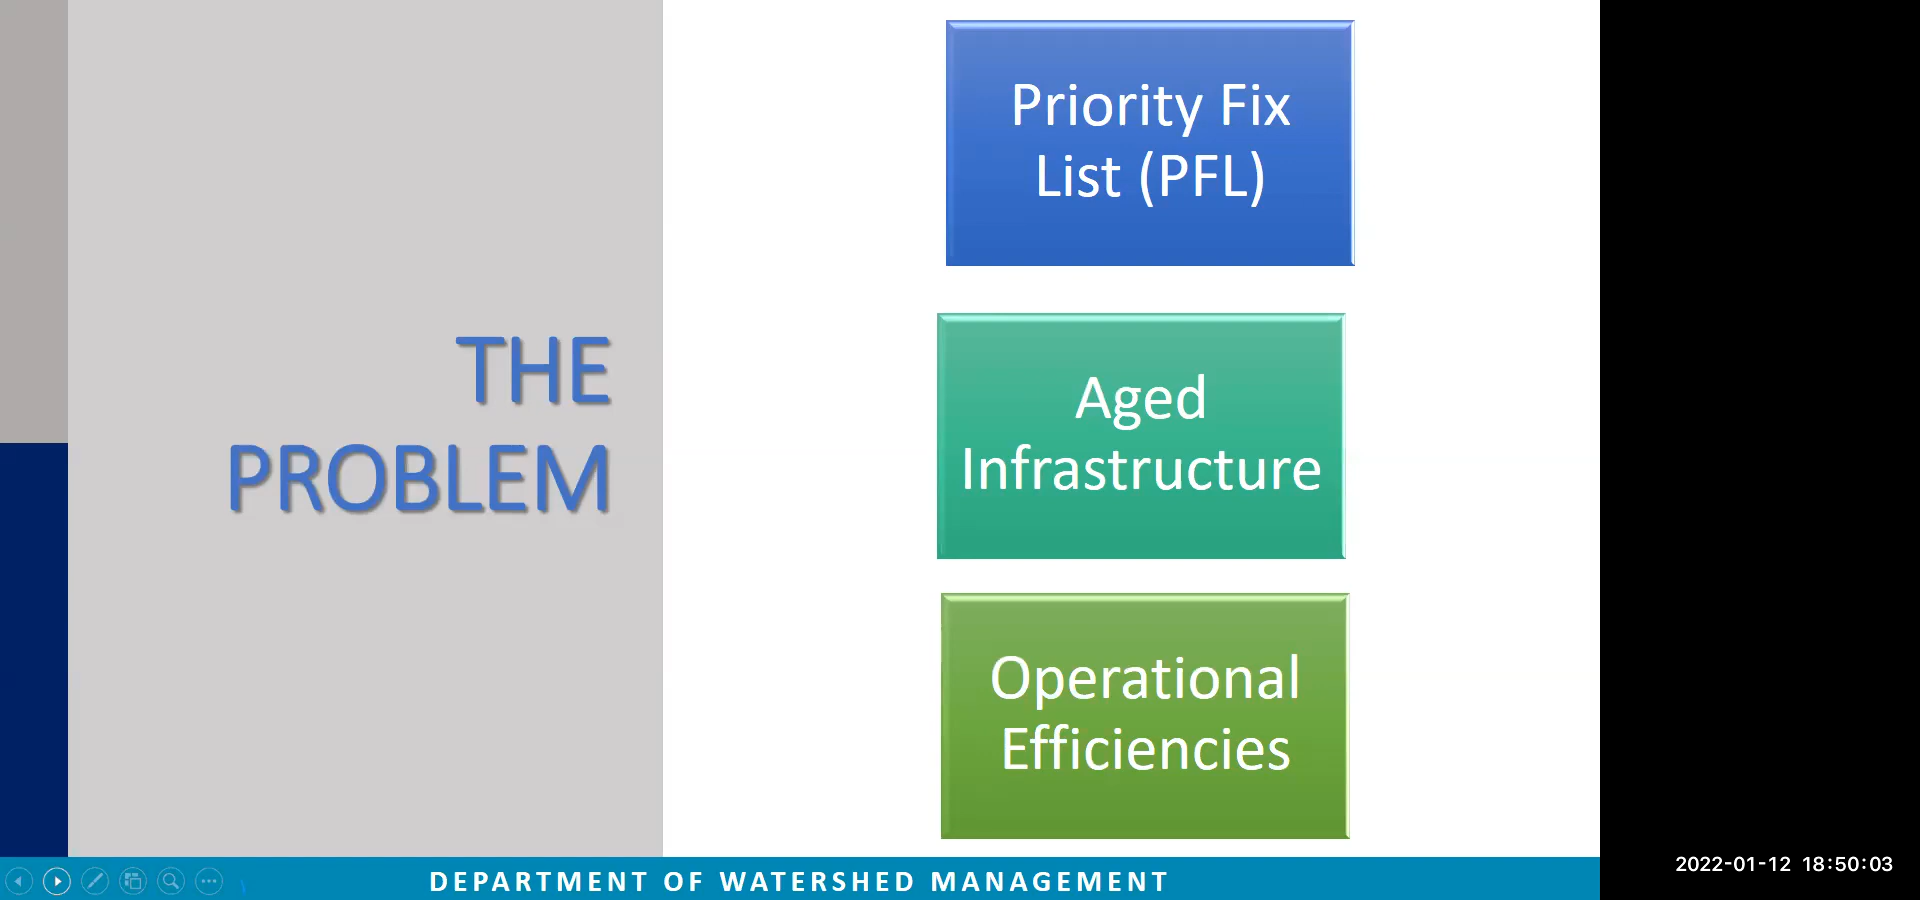 THE
PROBLEM
Priority Fix
List (PFL)
Aged
Infrastructure
Operational
Efficiencies
DEPARTMENT OF WATERSHED MANAGEMENT
2022-01-12 18:50:03